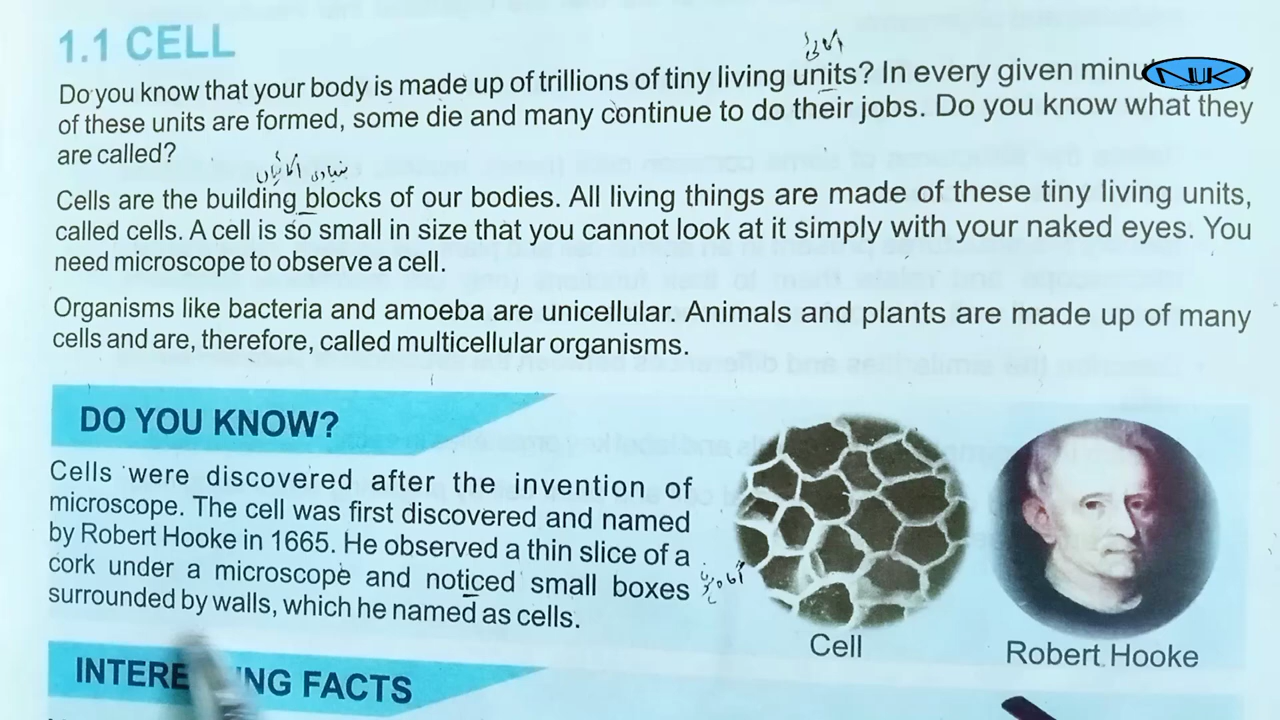 1.1 CELL
اکائی
Do you know that your body is made up of trillions of tiny living units? In every given
of these units are formed, some die and many continue to do their jobs. Do you know what they
are called?
بنیادی اکائیاں
Cells are the building blocks of our bodies. All living things are made of these tiny living units,
called cells. A cell is so small in size that you cannot look at it simply with your naked eyes. You
need microscope to observe a cell.
Organisms like bacteria and amoeba are unicellular. Animals and plants are made up of many
cells and are, therefore, called multicellular organisms.
DO YOU KNOW?
Cells were discovered after the invention of
microscope. The cell was first discovered and named
by Robert Hooke in 1665. He observed a thin slice of a
cork under a microscope and noticed small boxes
surrounded by walls, which he named as cells.
Cell
Robert Hooke
FACTS
NUK